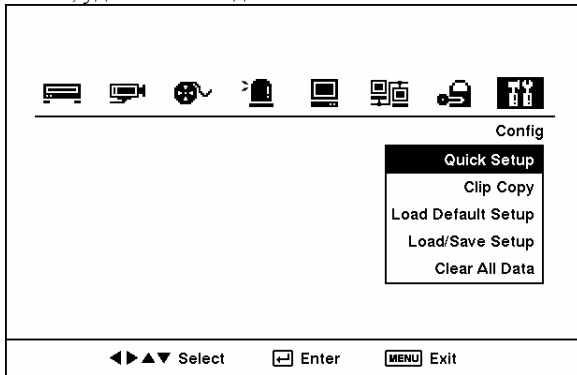 Config
Quick Setup
Clip Copy
Load Default Setup
Load/Save Setup
Clear All Data
◀▶▲▼ Select ↵ Enter MENU Exit